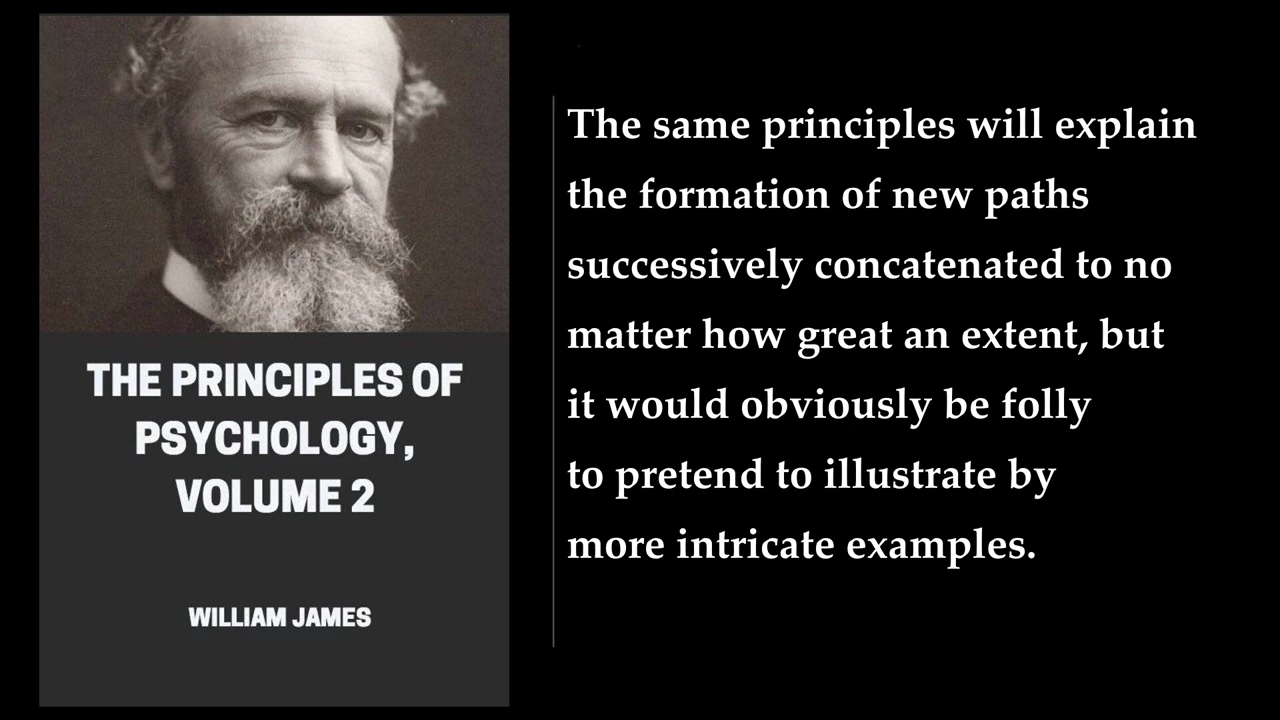 THE PRINCIPLES OF
PSYCHOLOGY,
VOLUME 2
WILLIAM JAMES
The same principles will explain
the formation of new paths
successively concatenated to no
matter how great an extent, but
it would obviously be folly
to pretend to illustrate by
more intricate examples.